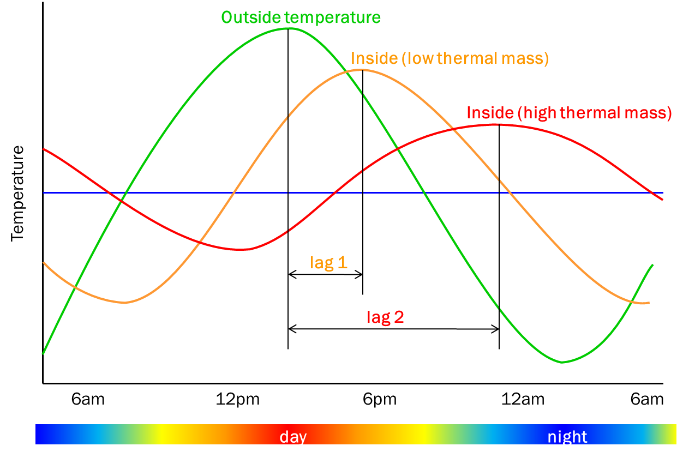 Outside temperature
Inside (low thermal mass)
Inside (high thermal mass)
Temperature
lag 1
lag 2
6am 12pm 6pm 12am 6am
day night